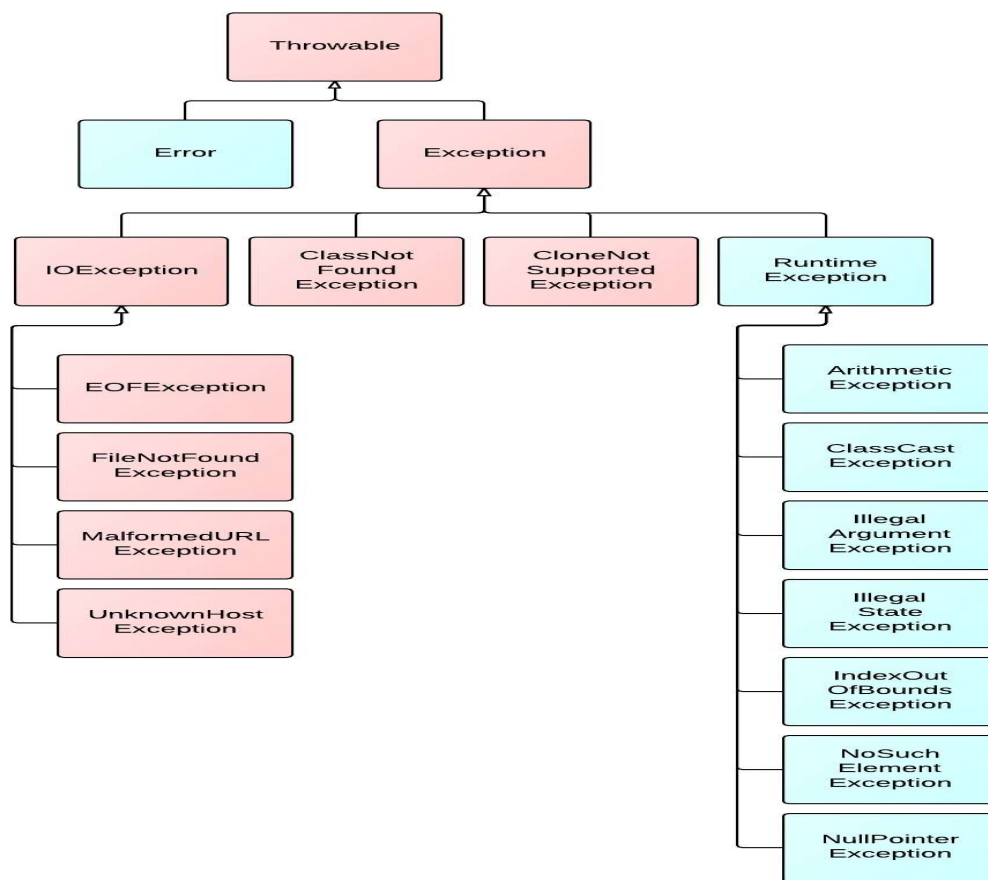 Throwable
Error
Exception
IOException
ClassNot
Found
Exception
CloneNot
Supported
Exception
Runtime
Exception
EOFException
FileNotFound
Exception
MalformedURL
Exception
UnknownHost
Exception
Arithmetic
Exception
ClassCast
Exception
Illegal
Argument
Exception
Illegal
State
Exception
IndexOut
OfBounds
Exception
NoSuch
Element
Exception
NullPointer
Exception